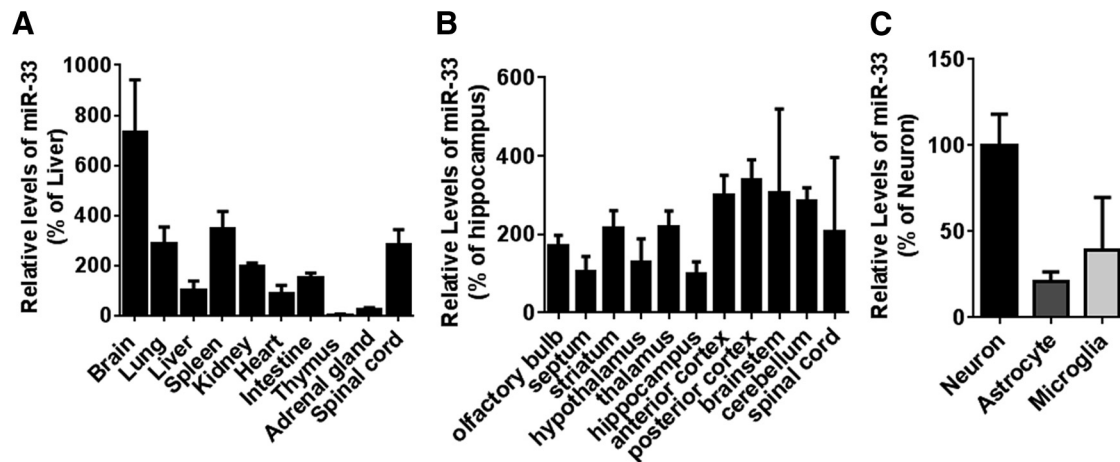 A
Relative levels of miR-33
(% of Liver)
1000
800
600
400
200
0
Brain
Lung
Liver
Spleen
Kidney
Heart
Intestine
Thymus
Adrenal gland
Spinal cord
B
Relative Levels of miR-33
(% of hippocampus)
600
400
200
0
olfactory bulb
septum
striatum
hypothalamus
thalamus
hippocampus
anterior cortex
posterior cortex
brainstem
cerebellum
spinal cord
C
Relative Levels of miR-33
(% of Neuron)
150
100
50
0
Neuron
Astrocyte
Microglia